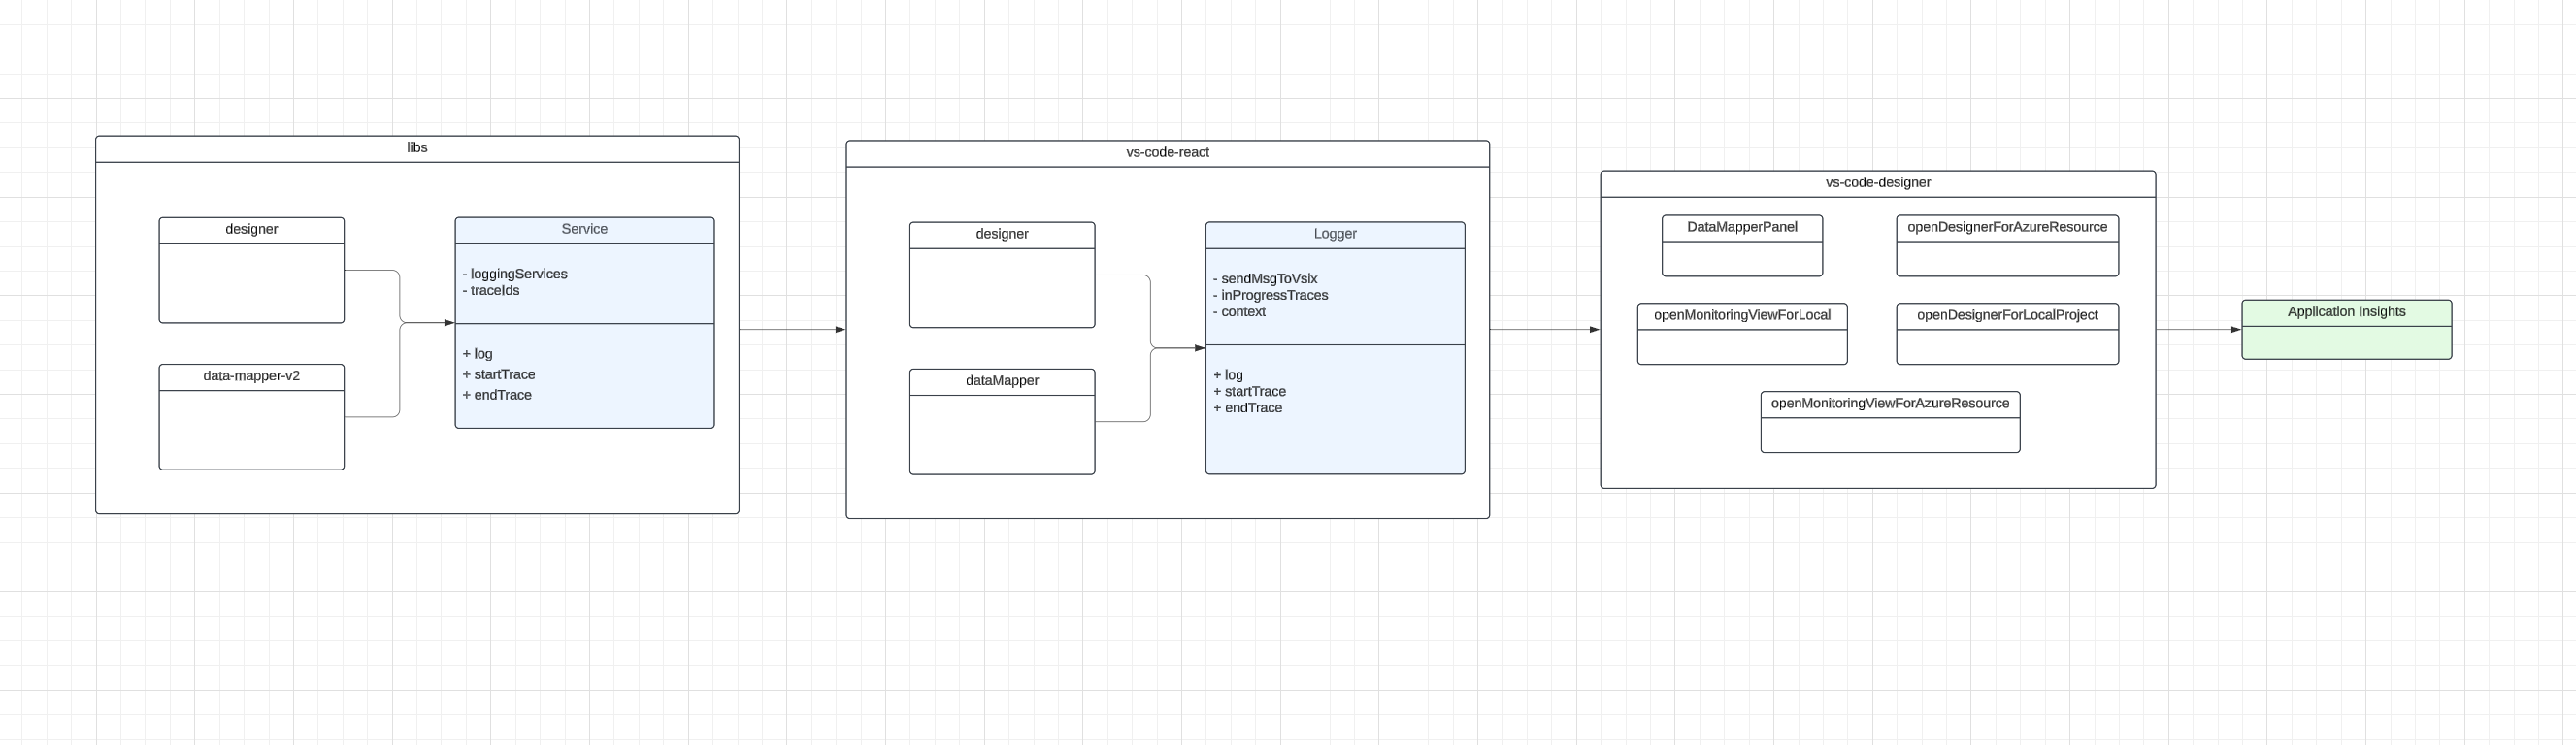 libs
designer
data-mapper-v2
Service
- loggingServices
- traceIds
+ log
+ startTrace
+ endTrace
vs-code-react
designer
dataMapper
Logger
- sendMsgToVsix
- inProgressTraces
- context
+ log
+ startTrace
+ endTrace
vs-code-designer
DataMapperPanel
openDesignerForAzureResource
openMonitoringViewForLocal
openDesignerForLocalProject
openMonitoringViewForAzureResource
Application Insights